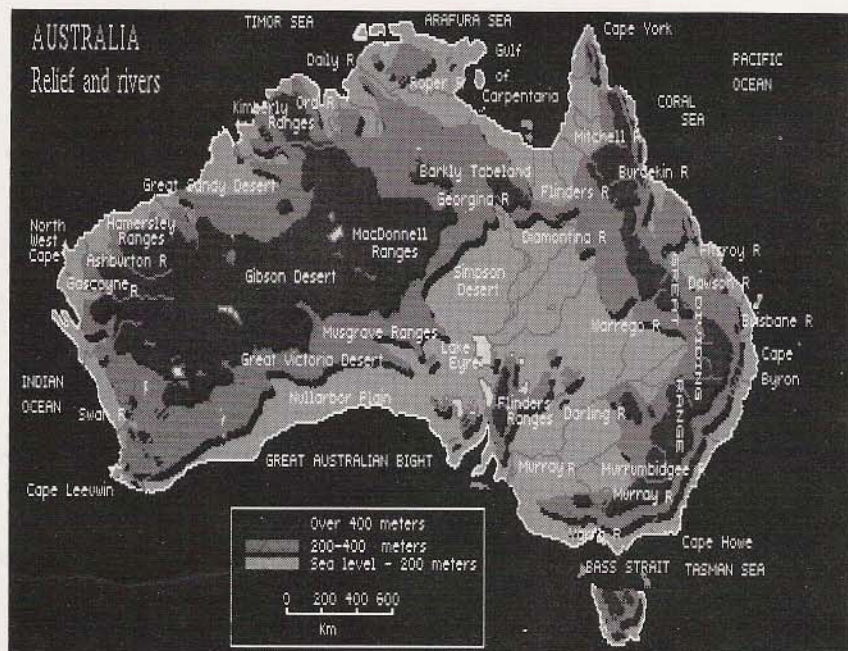 AUSTRALIA
Relief and rivers
TIMOR SEA
ARAFURA SEA
Cape York
Gulf
of
Carpentaria
PACIFIC
OCEAN
CORAL
SEA
Daily R
Roper R
Ord R
Kimberly
Ranges
Mitchell R
Barkly Tabeland
Burdekin R
Great Sandy Desert
Georgina R
Flinders R
North
West
Cape
Hamersley
Ranges
MacDonnell
Ranges
Diamontina R
Fitzroy R
Ashburton R
Gibson Desert
Simpson
Desert
Dawson R
Gascoyne R
GREAT
DIVIDING
RANGE
Musgrave Ranges
Warrego R
Brisbane R
Great Victoria Desert
Lake
Eyre
Cape
Byron
INDIAN
OCEAN
Nullarbor Plain
Flinders
Ranges
Darling R
Swan R
GREAT AUSTRALIAN BIGHT
Murray R
Murrumbidgee R
Cape Leeuwin
Murray R
Cape Howe
BASS STRAIT
TASMAN SEA
Over 400 meters
200-400 meters
Sea level - 200 meters
0 200 400 600
Km